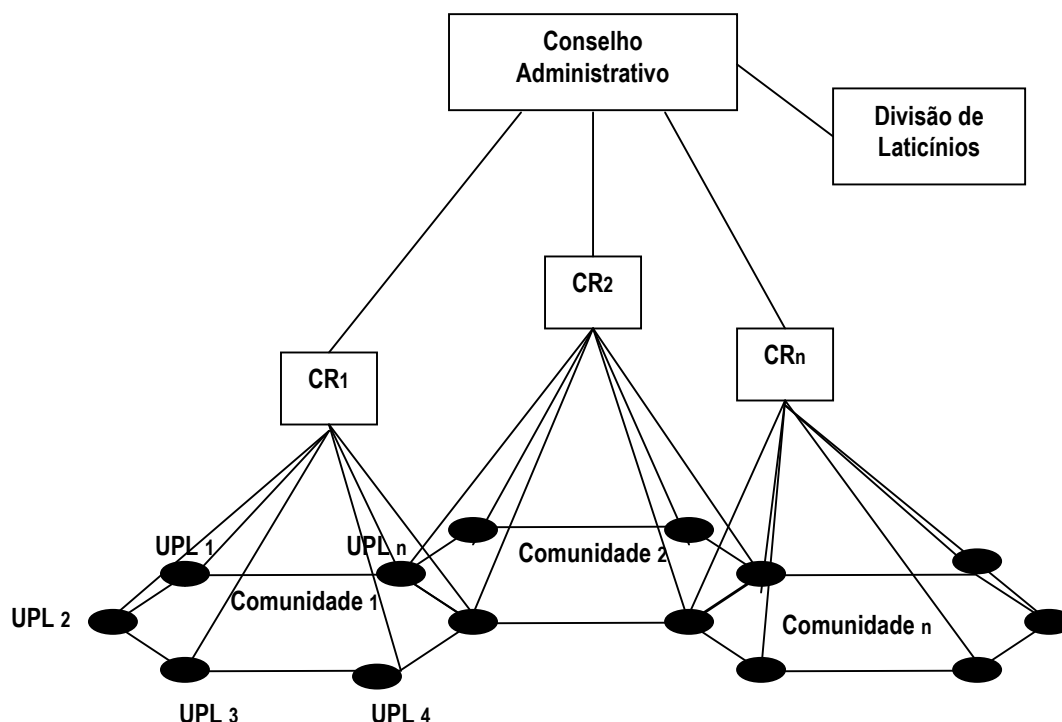 Conselho
Administrativo
Divisão de
Laticínios
CR2
CR1
CRn
UPL 1
UPL n
Comunidade 2
Comunidade 1
UPL 2
Comunidade n
UPL 3
UPL 4